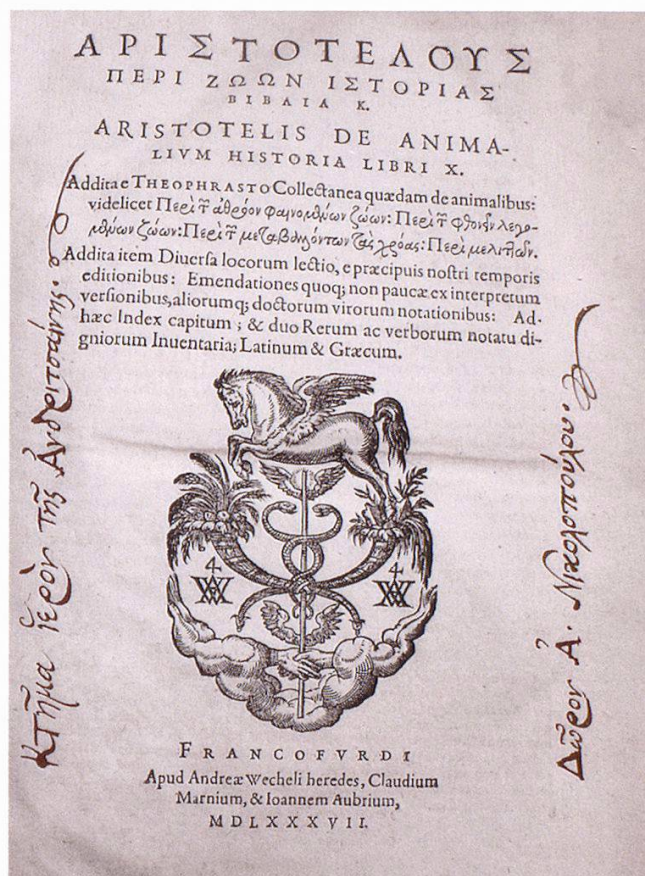 ΑΡΙΣΤΟΤΕΛΟΥΣ
ΠΕΡΙ ΖΩΩΝ ΙΣΤΟΡΙΑΣ
ΒΙΒΛΙΑ Κ.
ARISTOTELIS DE ANIMA-
LIVM HISTORIA LIBRI X.
Additae THEOPHRASTO Collectanea quædam de animalibus:
videlicet Περὶ τ ἀθρόον φαινομένων ζώων: Περὶ τ φθονεῖν λεγο-
μένων ζώων: Περὶ τ μεταβαλλόντων τὰς χρόας: Περὶ μελιτῶν.
Addita item Diuersa locorum lectio, e præcipuis nostri temporis
editionibus: Emendationes quoq; non paucæ ex interpretum
versionibus, aliorumq; doctorum virorum notationibus: Ad-
hæc Index capitum; & duo Rerum ac verborum notatu di-
gniorum Inuentaria; Latinum & Græcum.
Κτῆμα ἱερὸν τῆς Ἀνδριτσαίνης.
Δῶρον Ἀ. Νικολοπούλου.
4
4
FRANCOFVRDI
Apud Andreæ Wecheli heredes, Claudium
Marnium, & Ioannem Aubrium,
MDLXXXVII.